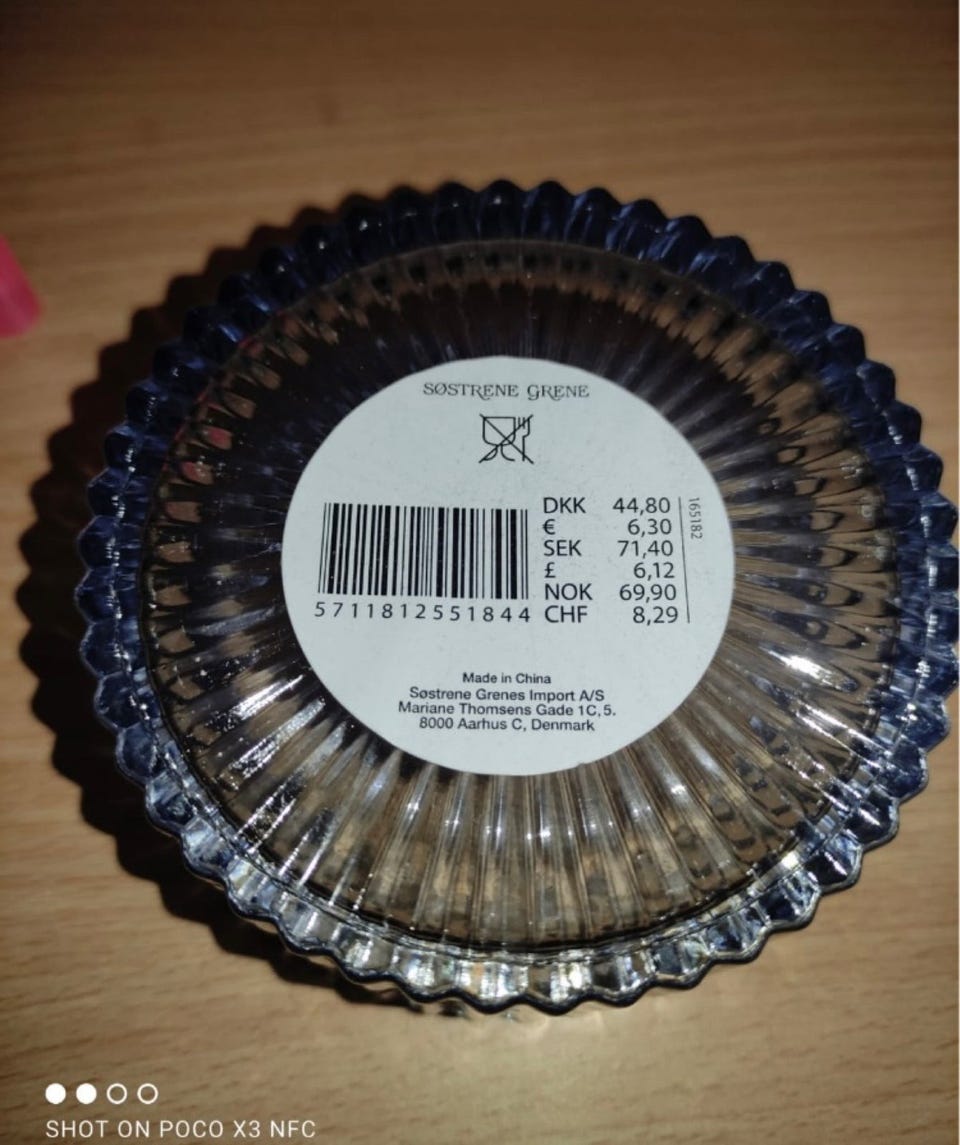 SØSTRENE GRENE
DKK 44,80
€ 6,30
SEK 71,40
£ 6,12
NOK 69,90
CHF 8,29
165182
5711812551844
Made in China
Søstrene Grenes Import A/S
Mariane Thomsens Gade 1C, 5.
8000 Aarhus C, Denmark
SHOT ON POCO X3 NFC